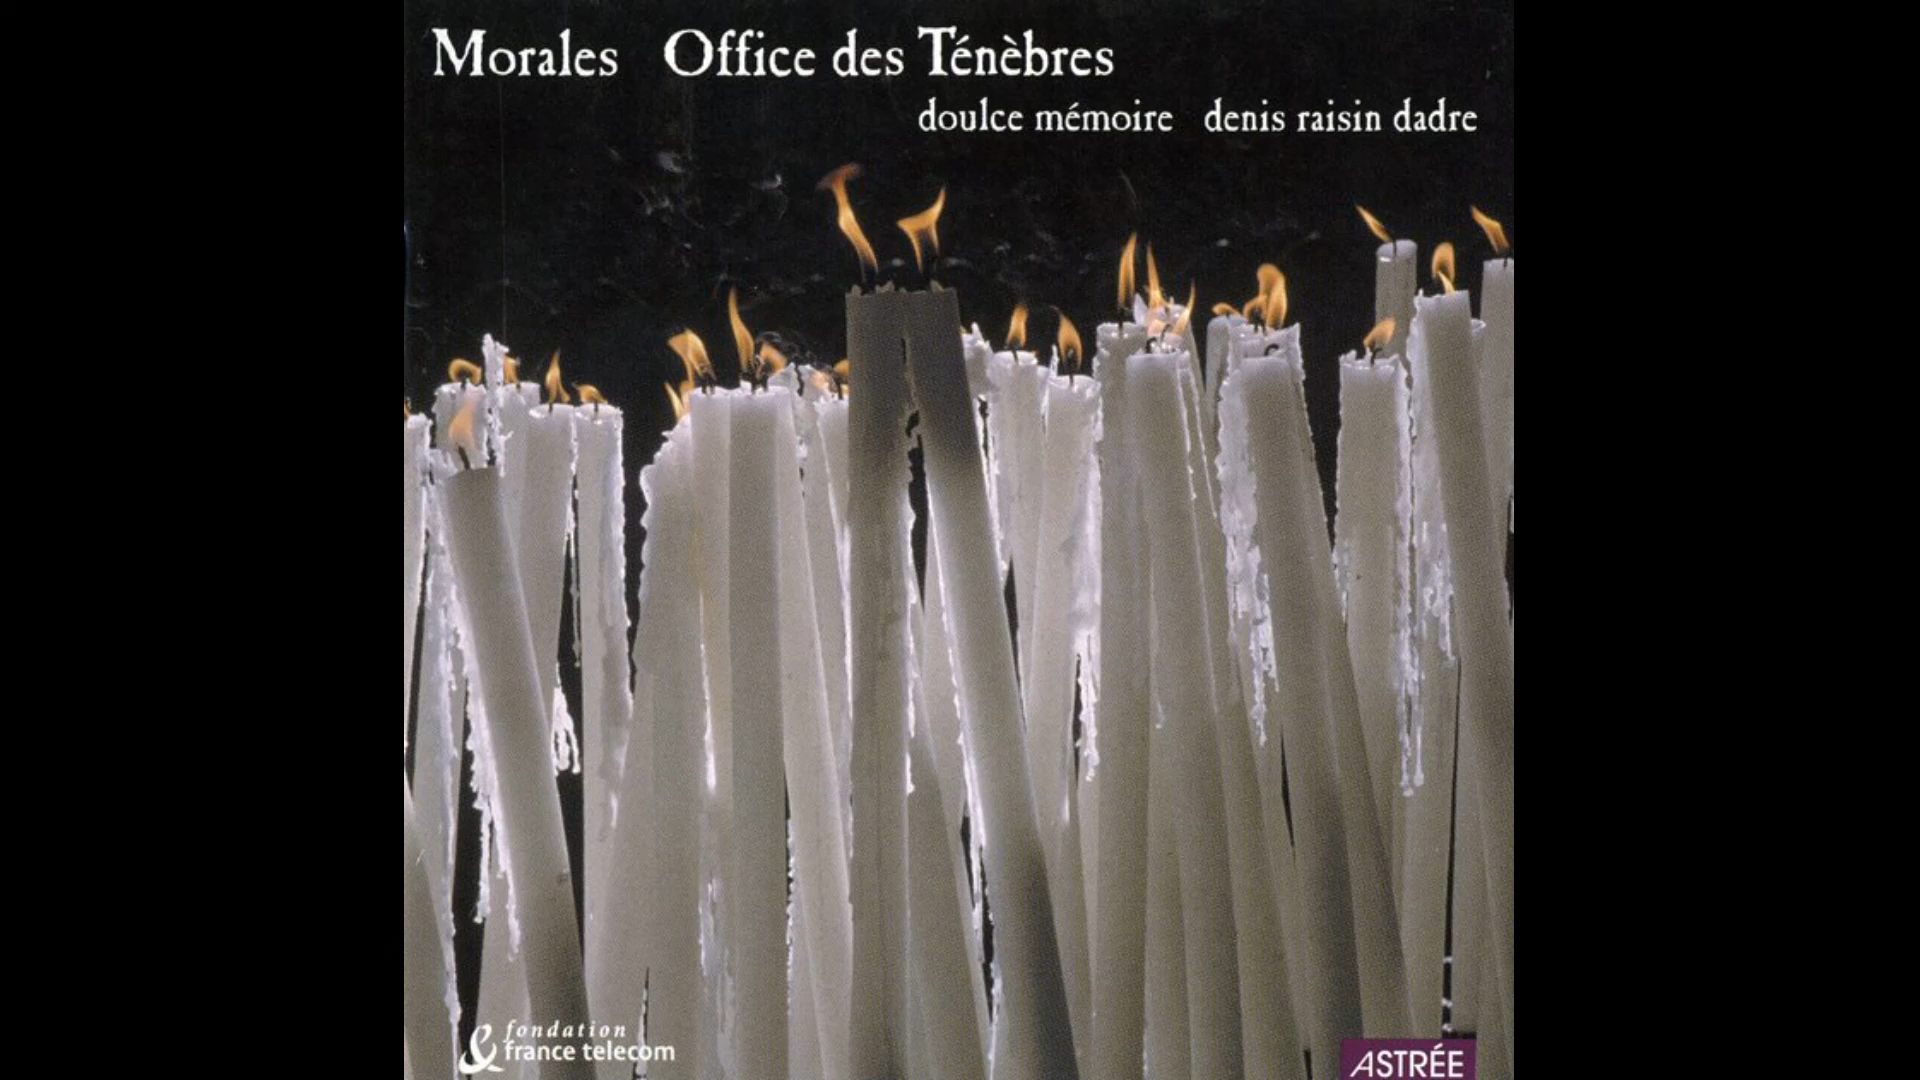 Morales Office des Ténèbres
doulce mémoire denis raisin dadre
fondation
france telecom
ASTRÉE